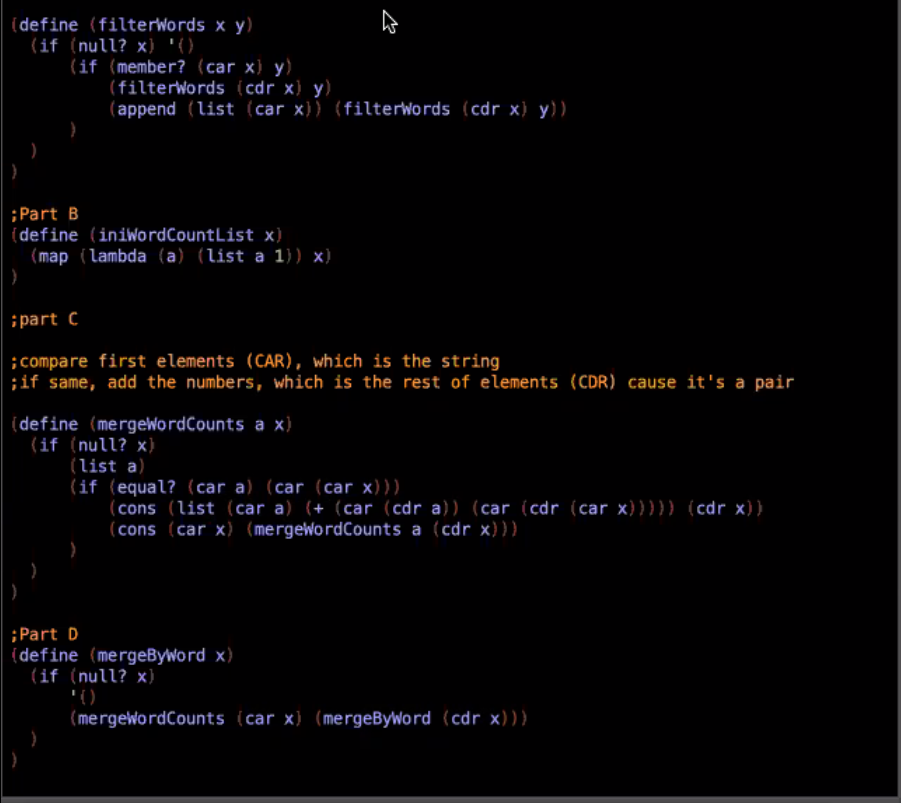 (define (filterWords x y)
  (if (null? x) '()
      (if (member? (car x) y)
          (filterWords (cdr x) y)
          (append (list (car x)) (filterWords (cdr x) y))
      )
  )
)
;Part B
(define (iniWordCountList x)
  (map (lambda (a) (list a 1)) x)
)
;part C
;compare first elements (CAR), which is the string
;if same, add the numbers, which is the rest of elements (CDR) cause it's a pair
(define (mergeWordCounts a x)
  (if (null? x)
      (list a)
      (if (equal? (car a) (car (car x)))
          (cons (list (car a) (+ (car (cdr a)) (car (cdr (car x))))) (cdr x))
          (cons (car x) (mergeWordCounts a (cdr x)))
      )
  )
)
;Part D
(define (mergeByWord x)
  (if (null? x)
      '()
      (mergeWordCounts (car x) (mergeByWord (cdr x)))
  )
)